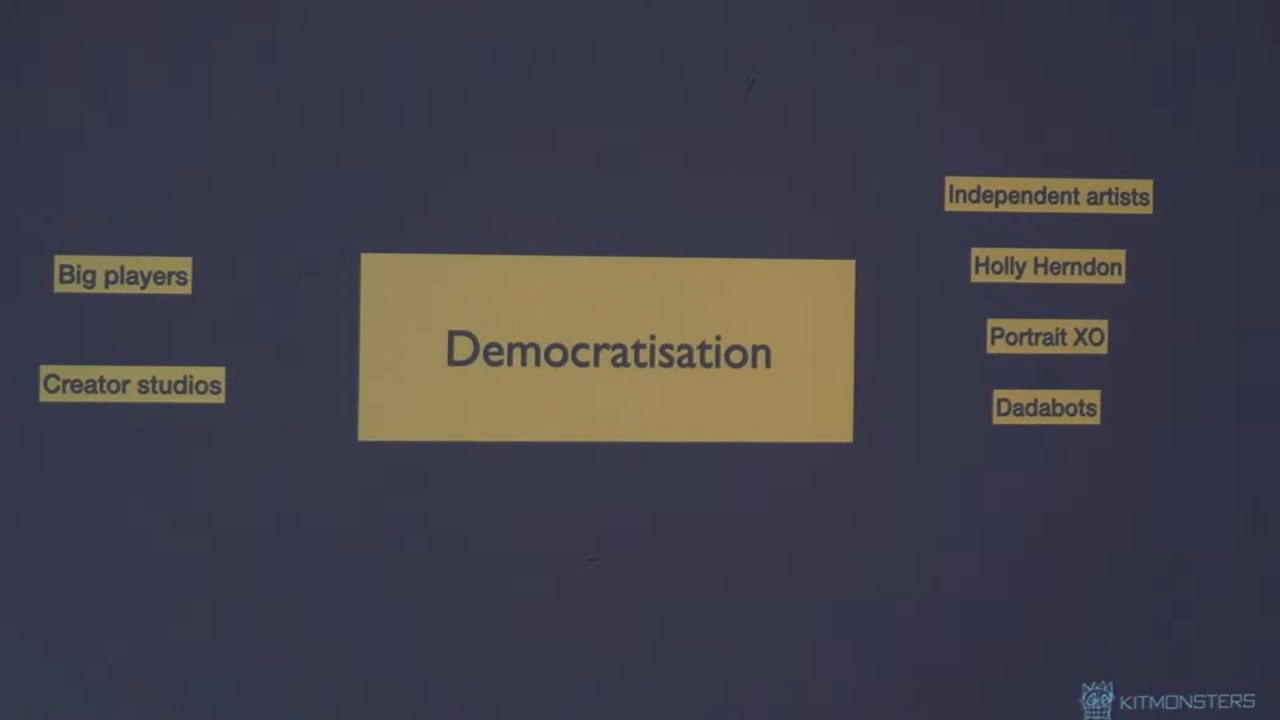 Big players
Creator studios
Democratisation
Independent artists
Holly Herndon
Portrait XO
Dadabots
KITMONSTERS